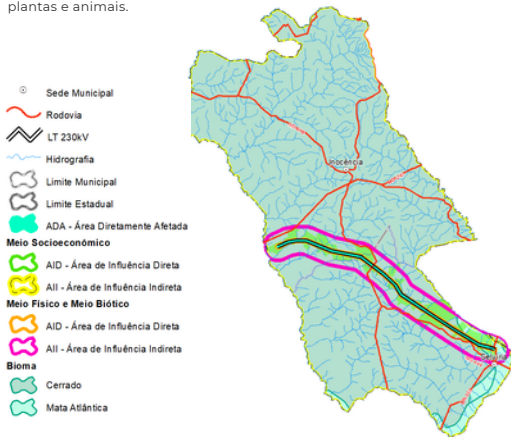 plantas e animais.
Sede Municipal
Rodovia
LT 230kV
Hidrografia
Limite Municipal
Limite Estadual
ADA - Área Diretamente Afetada
Meio Socioeconômico
AID - Área de Influência Direta
AII - Área de Influência Indireta
Meio Físico e Meio Biótico
AID - Área de Influência Direta
AII - Área de Influência Indireta
Bioma
Cerrado
Mata Atlântica
Inocência